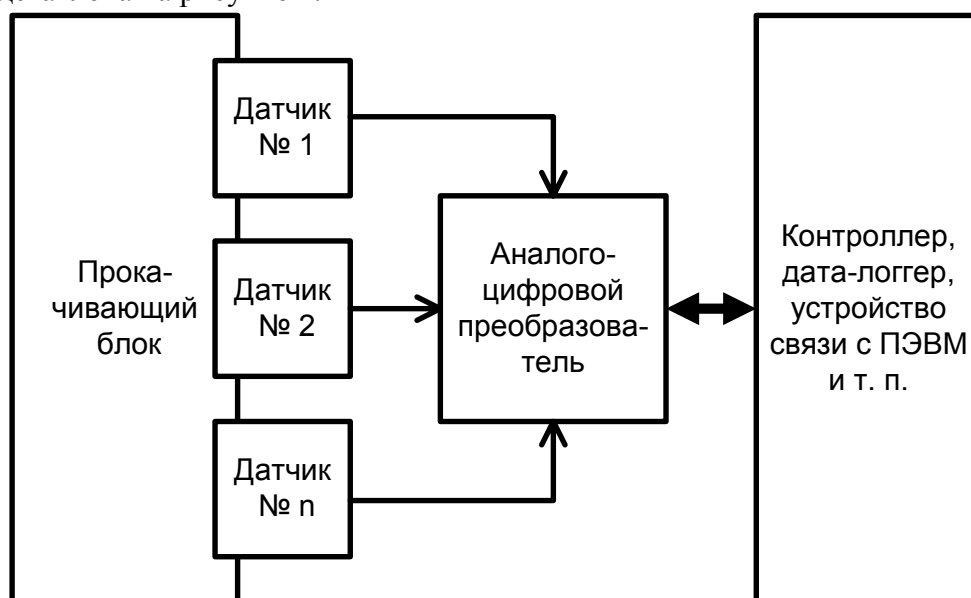 Датчик
№ 1
Прока-
чивающий
блок
Датчик
№ 2
Аналого-
цифровой
преобразова-
тель
Контроллер,
дата-логгер,
устройство
связи с ПЭВМ
и т. п.
Датчик
№ n